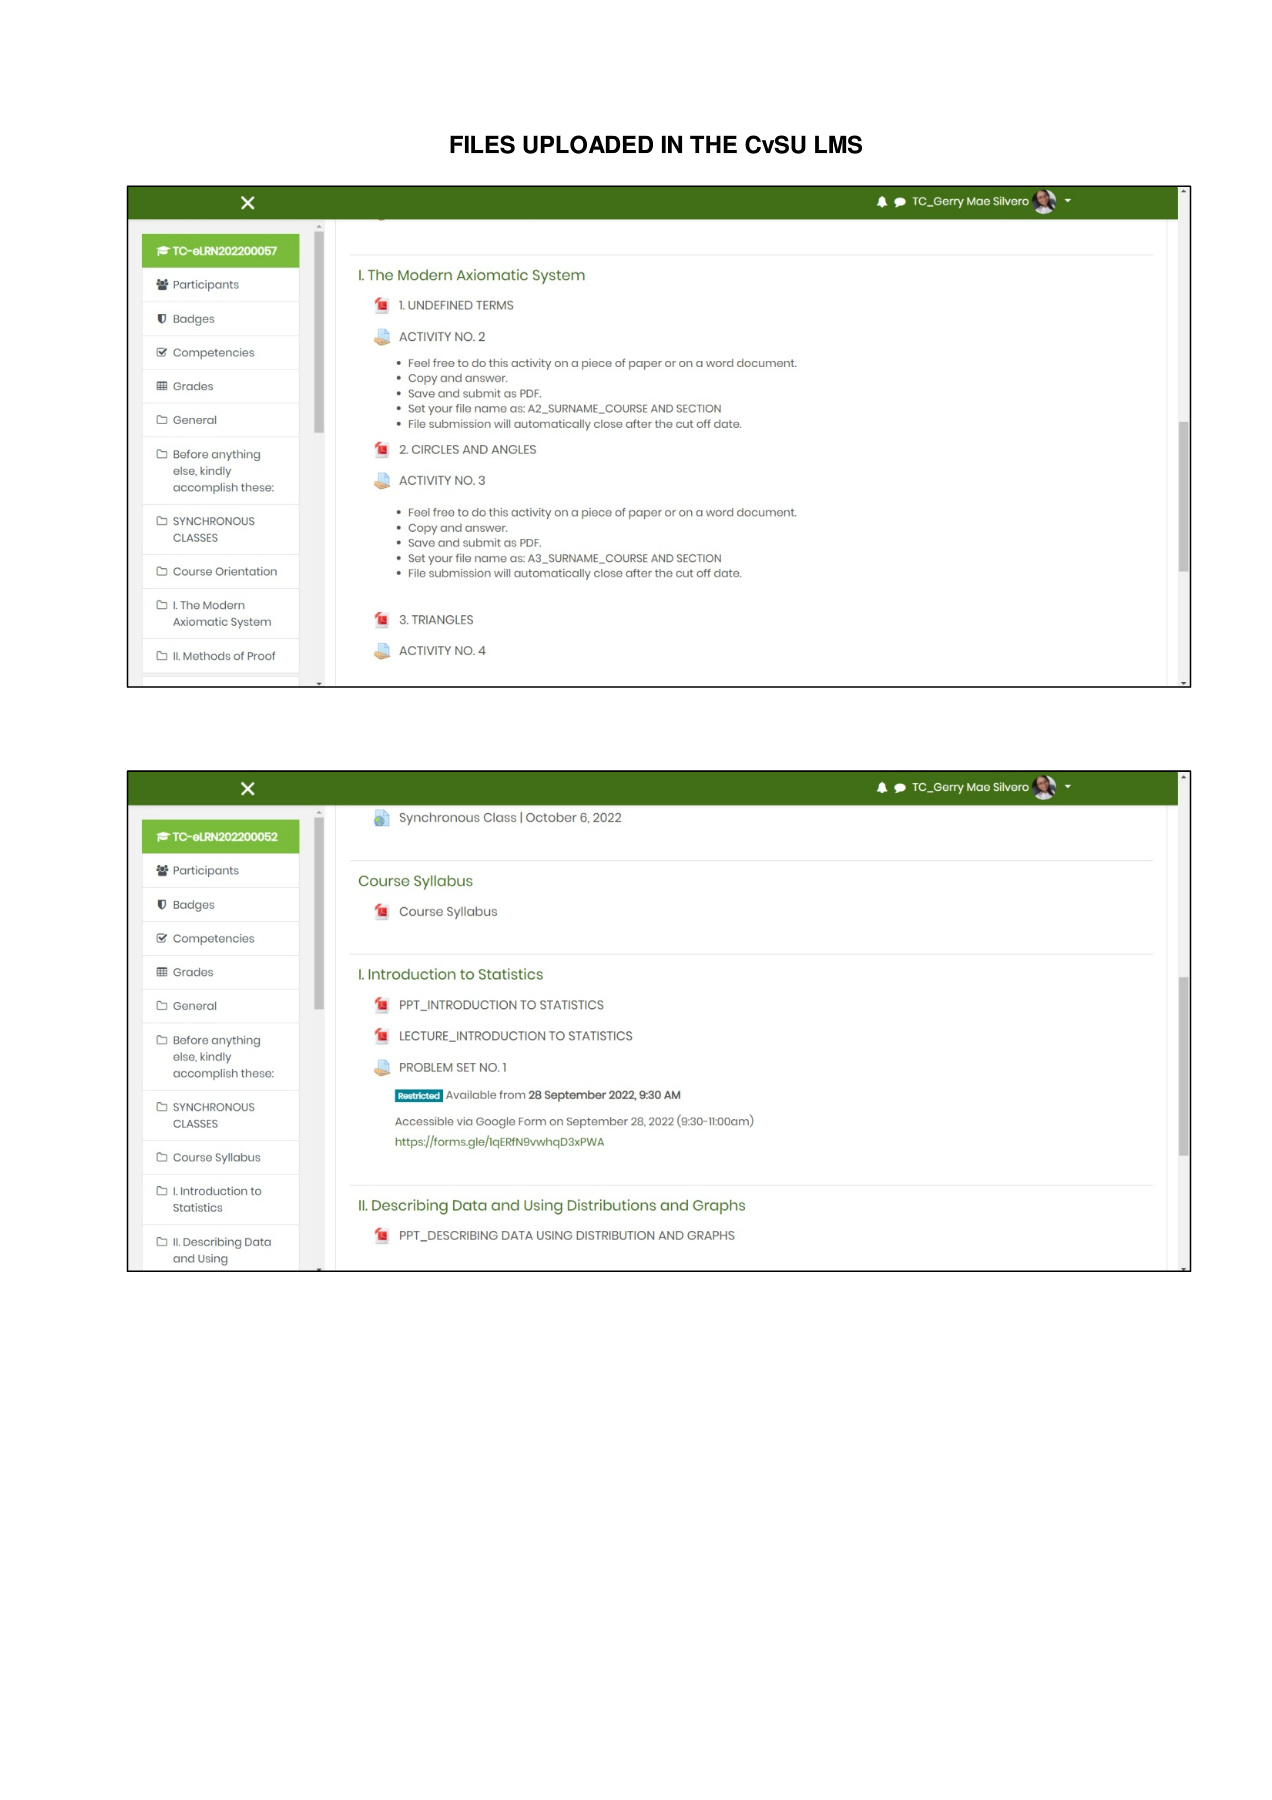 FILES UPLOADED IN THE CvSU LMS
TC_Gerry Mae Silvero
TC-eLRN202200057
Participants
Badges
Competencies
Grades
General
Before anything
else, kindly
accomplish these:
SYNCHRONOUS
CLASSES
Course Orientation
I. The Modern
Axiomatic System
II. Methods of Proof
I. The Modern Axiomatic System
1. UNDEFINED TERMS
ACTIVITY NO. 2
• Feel free to do this activity on a piece of paper or on a word document.
• Copy and answer.
• Save and submit as PDF.
• Set your file name as: A2_SURNAME_COURSE AND SECTION
• File submission will automatically close after the cut off date.
2. CIRCLES AND ANGLES
ACTIVITY NO. 3
• Feel free to do this activity on a piece of paper or on a word document.
• Copy and answer.
• Save and submit as PDF.
• Set your file name as: A3_SURNAME_COURSE AND SECTION
• File submission will automatically close after the cut off date.
3. TRIANGLES
ACTIVITY NO. 4
TC_Gerry Mae Silvero
TC-eLRN202200052
Participants
Badges
Competencies
Grades
General
Before anything
else, kindly
accomplish these:
SYNCHRONOUS
CLASSES
Course Syllabus
I. Introduction to
Statistics
II. Describing Data
and Using
Synchronous Class | October 6, 2022
Course Syllabus
Course Syllabus
I. Introduction to Statistics
PPT_INTRODUCTION TO STATISTICS
LECTURE_INTRODUCTION TO STATISTICS
PROBLEM SET NO. 1
Restricted Available from 28 September 2022, 9:30 AM
Accessible via Google Form on September 28, 2022 (9:30-11:00am)
https://forms.gle/1qERfN9vwhqD3xPWA
II. Describing Data and Using Distributions and Graphs
PPT_DESCRIBING DATA USING DISTRIBUTION AND GRAPHS